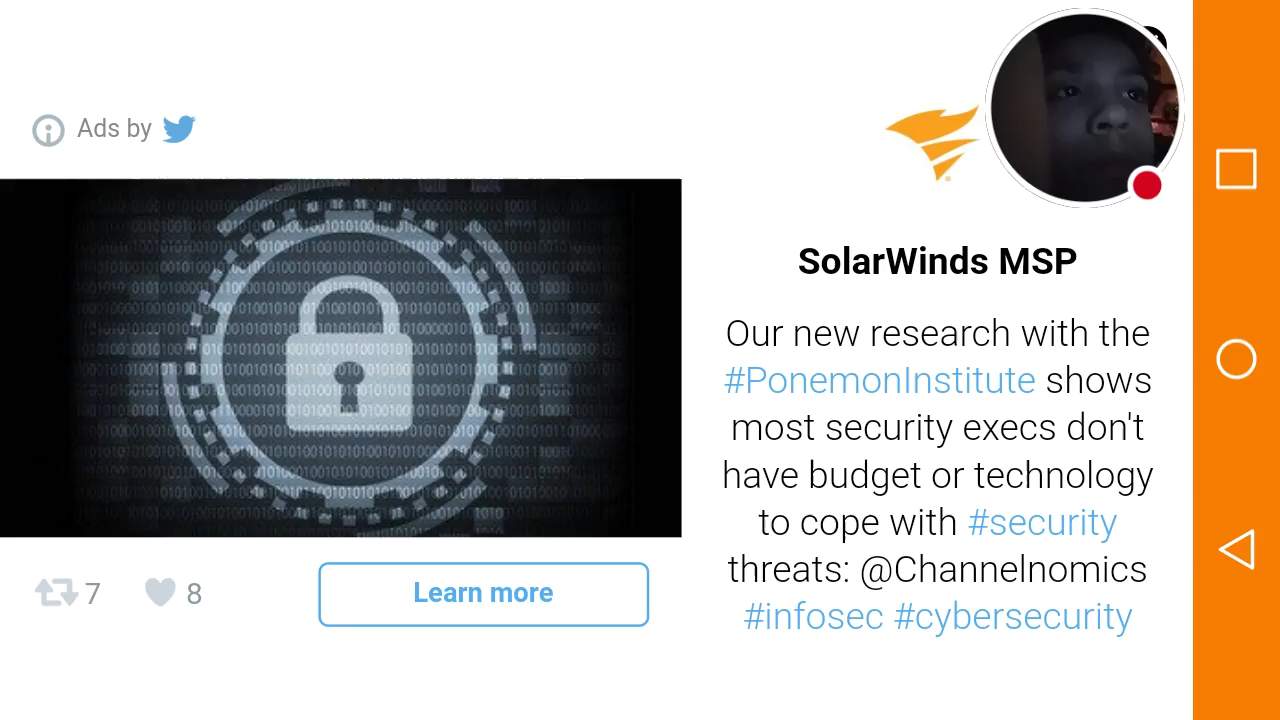 Ads by
SolarWinds MSP
Our new research with the
#PonemonInstitute shows
most security execs don't
have budget or technology
to cope with #security
threats: @Channelnomics
#infosec #cybersecurity
7
8
Learn more